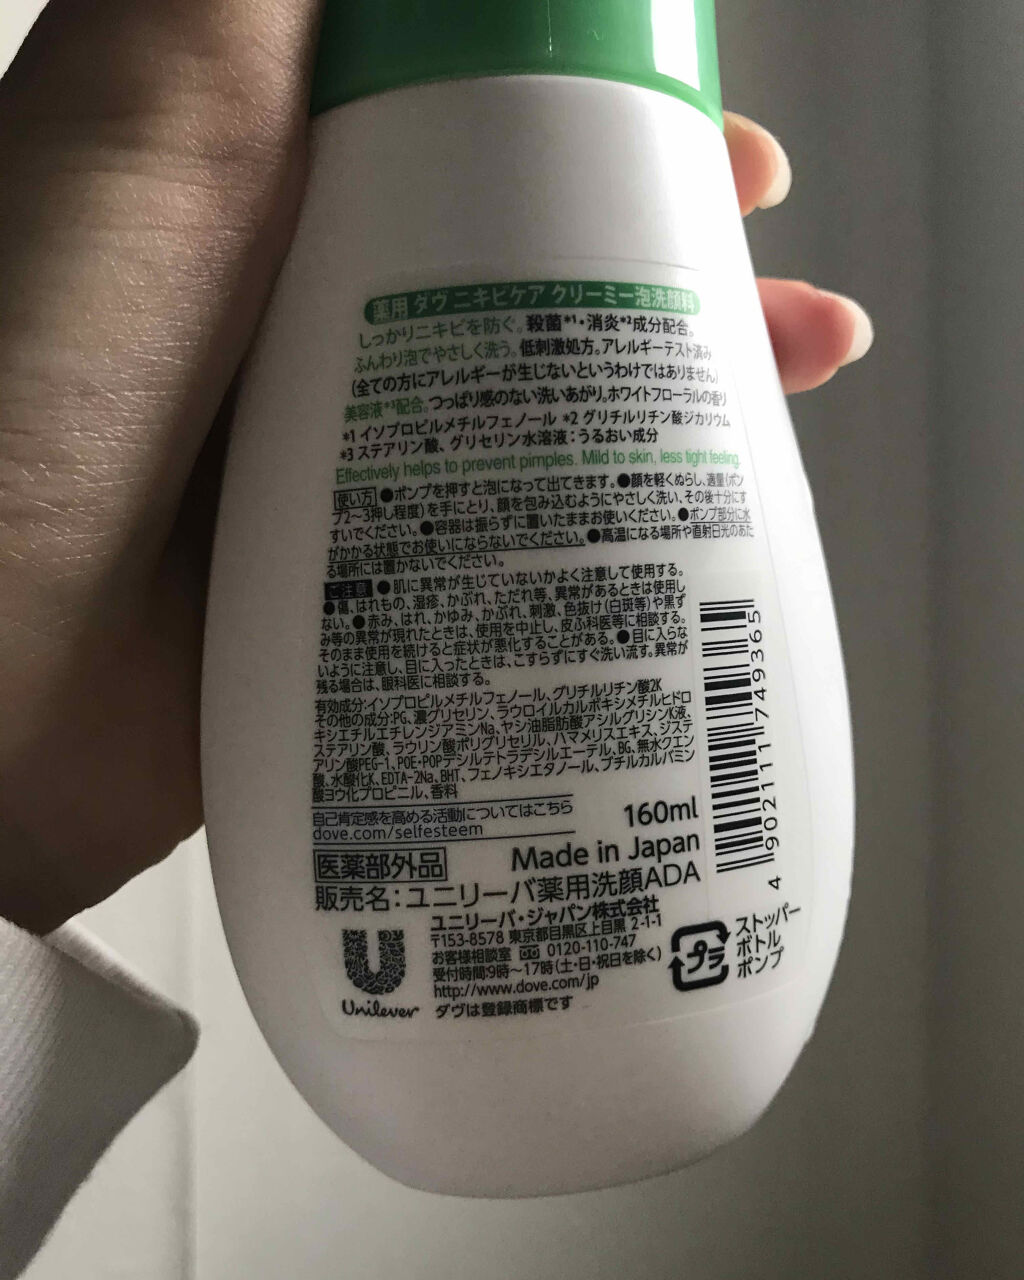 薬用 ダヴ ニキビケア クリーミー泡洗顔料
しっかりニキビを防ぐ。殺菌*1・消炎*2成分配合。
ふんわり泡でやさしく洗う。低刺激処方。アレルギーテスト済み
(全ての方にアレルギーが生じないというわけではありません)
美容液*3配合。つっぱり感のない洗いあがり。ホワイトフローラルの香り
*1 イソプロピルメチルフェノール *2 グリチルリチン酸ジカリウム
*3 ステアリン酸、グリセリン水溶液：うるおい成分
Effectively helps to prevent pimples. Mild to skin, less tight feeling.
使い方 ●ポンプを押すと泡になって出てきます。●顔を軽くぬらし、適量(ポン
プ2〜3押し程度)を手にとり、顔を包み込むようにやさしく洗い、その後十分にす
すいでください。●容器は振らずに置いたままお使いください。●ポンプ部分に水
がかかる状態でお使いにならないでください。●高温になる場所や直射日光のあた
る場所には置かないでください。
ご注意 ●肌に異常が生じていないかよく注意して使用する。
●傷、はれもの、湿疹、かぶれ、ただれ等、異常があるときは使用し
ない。●赤み、はれ、かゆみ、かぶれ、刺激、色抜け(白斑等)や黒ず
み等の異常が現れたときは、使用を中止し、皮ふ科医等に相談する。
そのまま使用を続けると症状が悪化することがある。●目に入らな
いように注意し、目に入ったときは、こすらずにすぐ洗い流す。異常が
残る場合は、眼科医に相談する。
有効成分:イソプロピルメチルフェノール、グリチルリチン酸2K
その他の成分:PG、濃グリセリン、ラウロイルカルボキシメチルヒドロ
キシエチルエチレンジアミンNa、ヤシ油脂肪酸アシルグリシンK液、
ステアリン酸、ラウリン酸ポリグリセリル、ハマメリスエキス、ジステ
アリン酸PEG-1、POE・POPデシルテトラデシルエーテル、BG、無水クエン
酸、水酸化K、EDTA-2Na、BHT、フェノキシエタノール、ブチルカルバミン
酸ヨウ化プロピニル、香料
自己肯定感を高める活動についてはこちら
dove.com/selfesteem
160ml
医薬部外品
Made in Japan
販売名：ユニリーバ薬用洗顔ADA
ユニリーバ・ジャパン株式会社
〒153-8578 東京都目黒区上目黒 2-1-1
お客様相談室 0120-110-747
受付時間:9時〜17時(土・日・祝日を除く)
http://www.dove.com/jp
ダヴは登録商標です
Unilever
プラ
ストッパー
ボトル
ポンプ
4 902111 749365